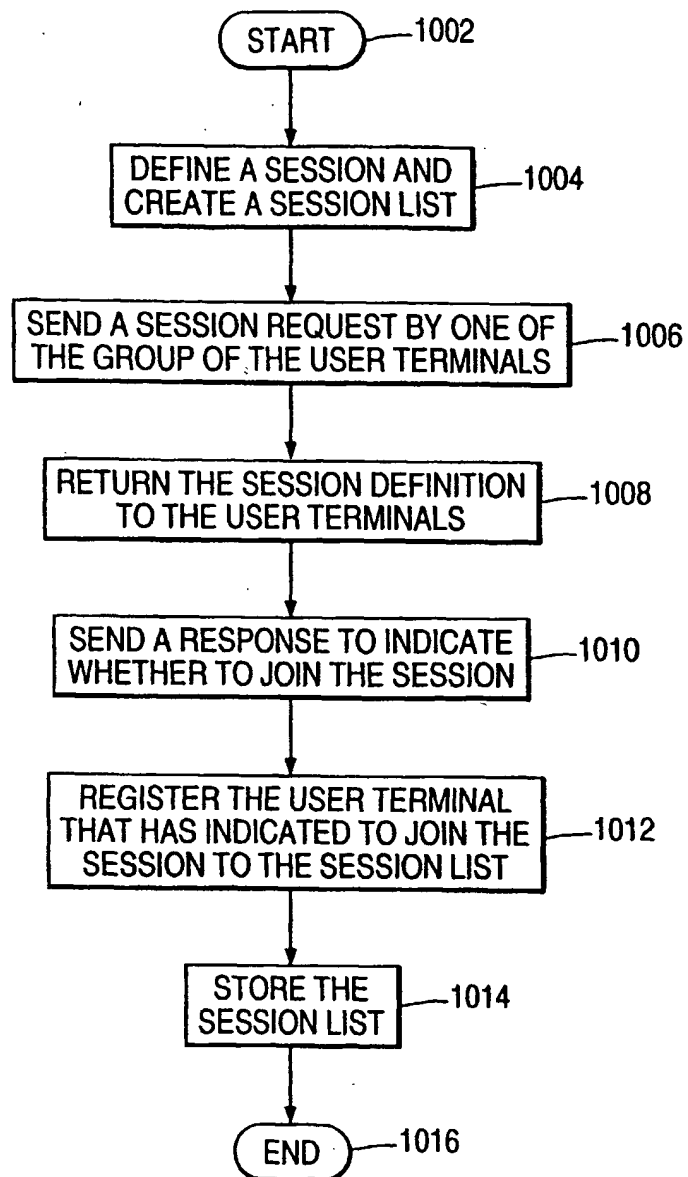 START
1002
DEFINE A SESSION AND
CREATE A SESSION LIST
1004
SEND A SESSION REQUEST BY ONE OF
THE GROUP OF THE USER TERMINALS
1006
RETURN THE SESSION DEFINITION
TO THE USER TERMINALS
1008
SEND A RESPONSE TO INDICATE
WHETHER TO JOIN THE SESSION
1010
REGISTER THE USER TERMINAL
THAT HAS INDICATED TO JOIN THE
SESSION TO THE SESSION LIST
1012
STORE THE
SESSION LIST
1014
END
1016